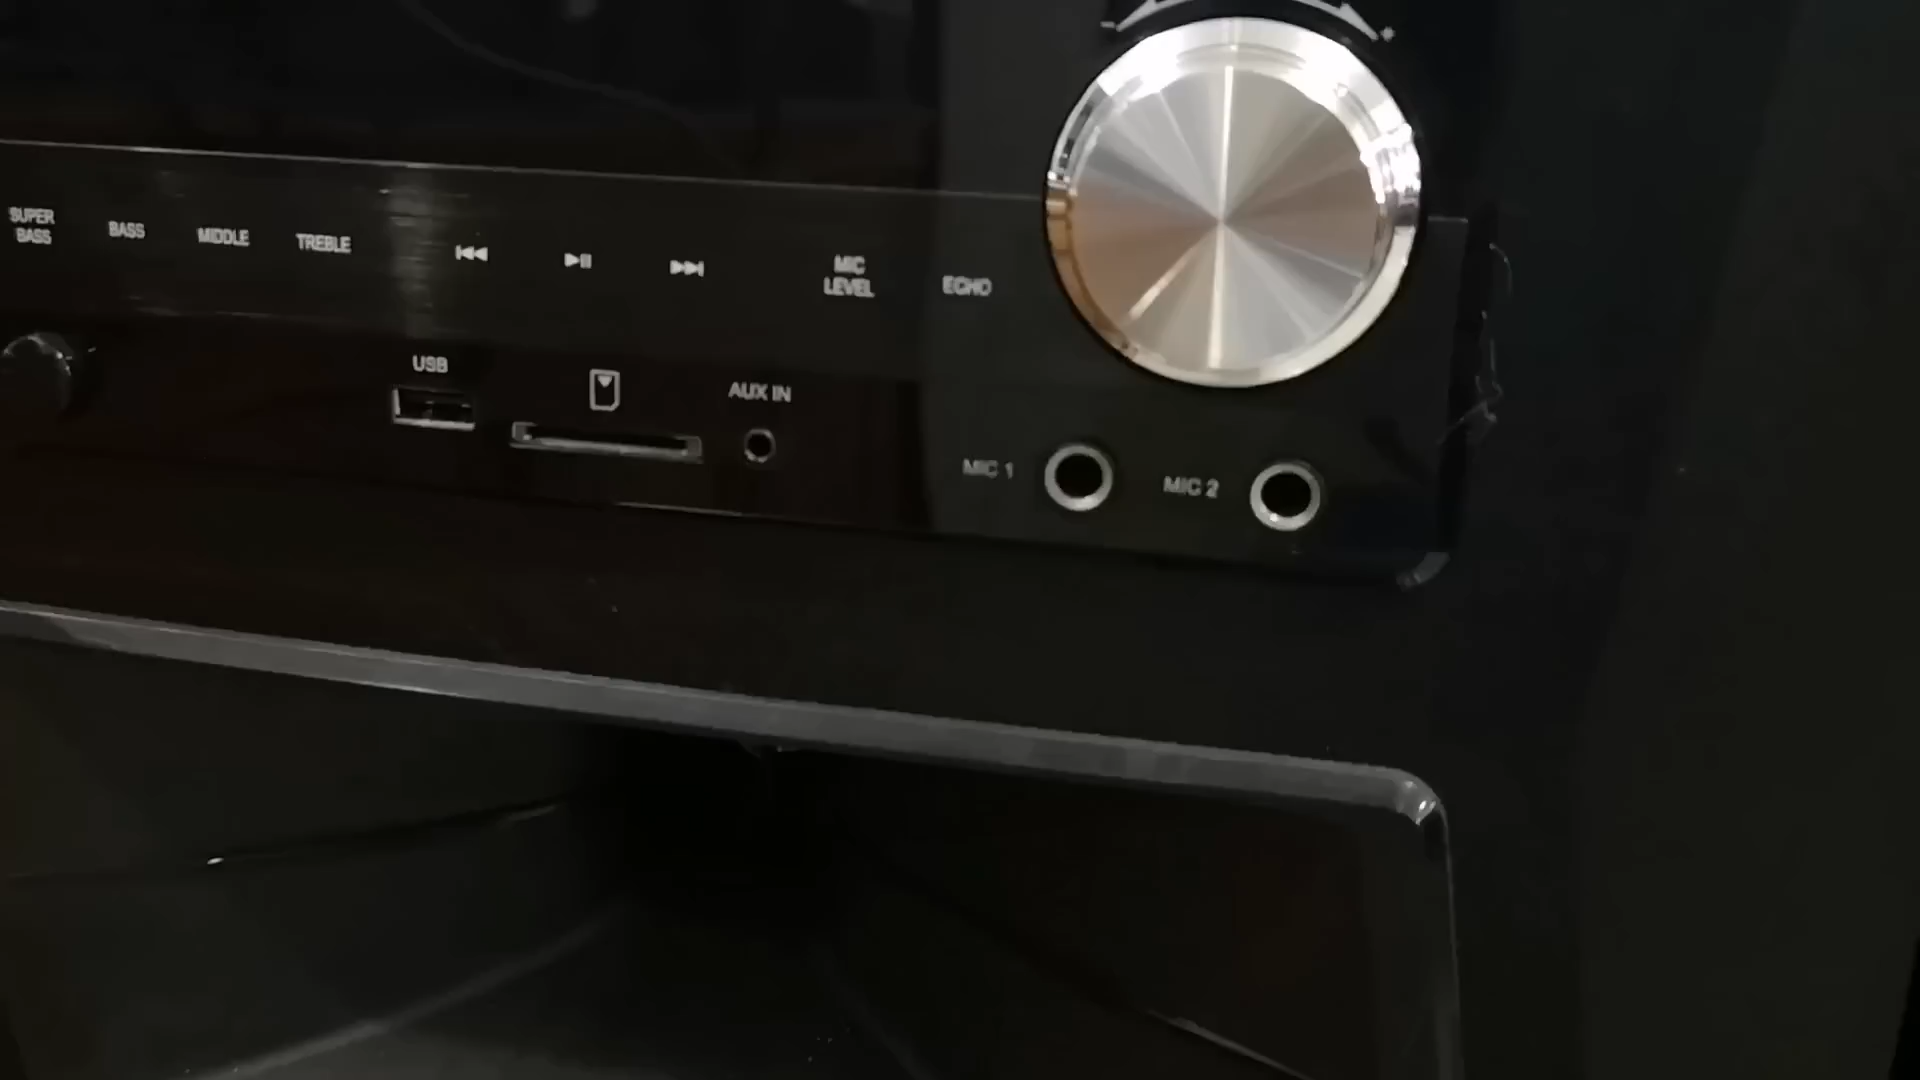 SUPER
BASS
BASS
MIDDLE
TREBLE
MIC
LEVEL
ECHO
USB
AUX IN
MIC 1
MIC 2